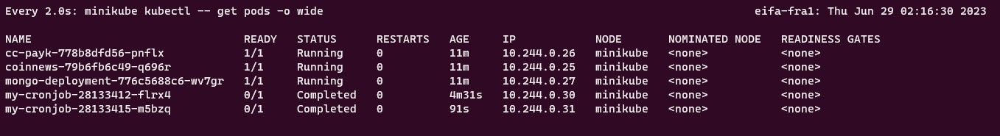 Every 2.0s: minikube kubectl -- get pods -o wide eifa-fra1: Thu Jun 29 02:16:30 2023
NAME READY STATUS RESTARTS AGE IP NODE NOMINATED NODE READINESS GATES
cc-payk-778b8dfd56-pnflx 1/1 Running 0 11m 10.244.0.26 minikube <none> <none>
coinnews-79b6fb6c49-q696r 1/1 Running 0 11m 10.244.0.25 minikube <none> <none>
mongo-deployment-776c5688c6-wv7gr 1/1 Running 0 11m 10.244.0.27 minikube <none> <none>
my-cronjob-28133412-flrx4 0/1 Completed 0 4m31s 10.244.0.30 minikube <none> <none>
my-cronjob-28133415-m5bzq 0/1 Completed 0 91s 10.244.0.31 minikube <none> <none>